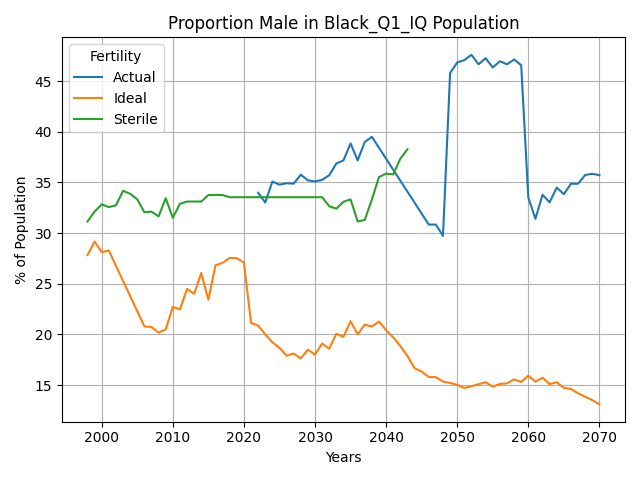 Proportion Male in Black_Q1_IQ Population
Fertility
Actual
Ideal
Sterile
% of Population
45
40
35
30
25
20
15
2000
2010
2020
2030
2040
2050
2060
2070
Years